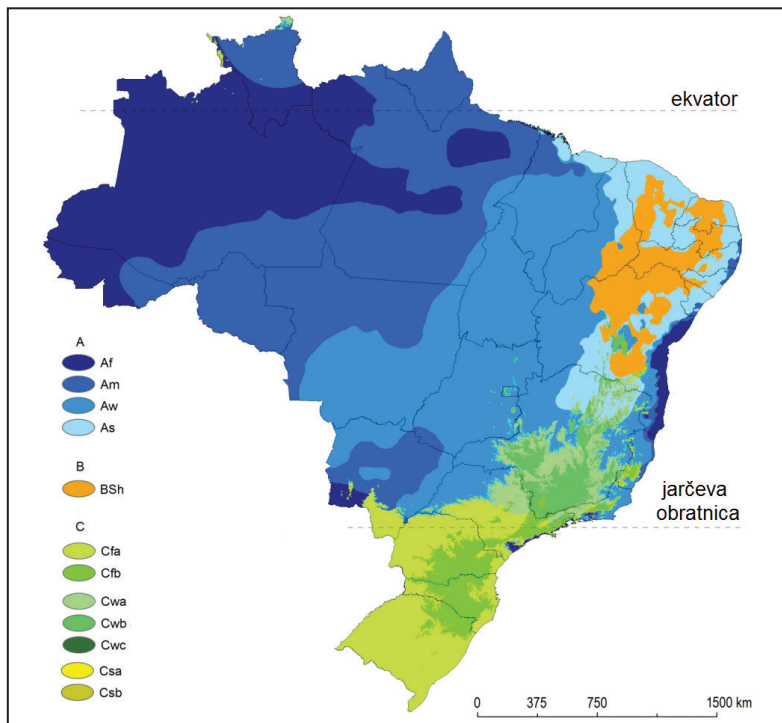 ekvator
A
Af
Am
Aw
As
B
BSh
jarčeva
obratnica
C
Cfa
Cfb
Cwa
Cwb
Cwc
Csa
Csb
0 375 750 1500 km